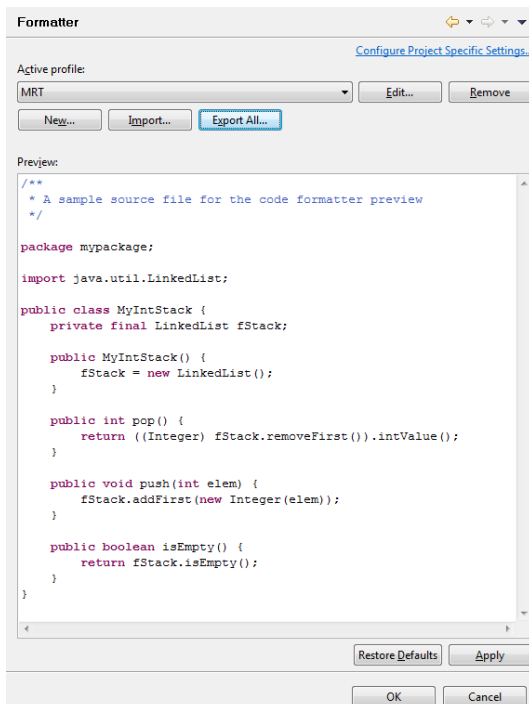 Formatter
Configure Project Specific Settings..
Active profile:
MRT
Edit...
Remove
New...
Import...
Export All...
Preview:
/**
 * A sample source file for the code formatter preview
 */
package mypackage;
import java.util.LinkedList;
public class MyIntStack {
    private final LinkedList fStack;
    public MyIntStack() {
        fStack = new LinkedList();
    }
    public int pop() {
        return ((Integer) fStack.removeFirst()).intValue();
    }
    public void push(int elem) {
        fStack.addFirst(new Integer(elem));
    }
    public boolean isEmpty() {
        return fStack.isEmpty();
    }
}
Restore Defaults
Apply
OK
Cancel